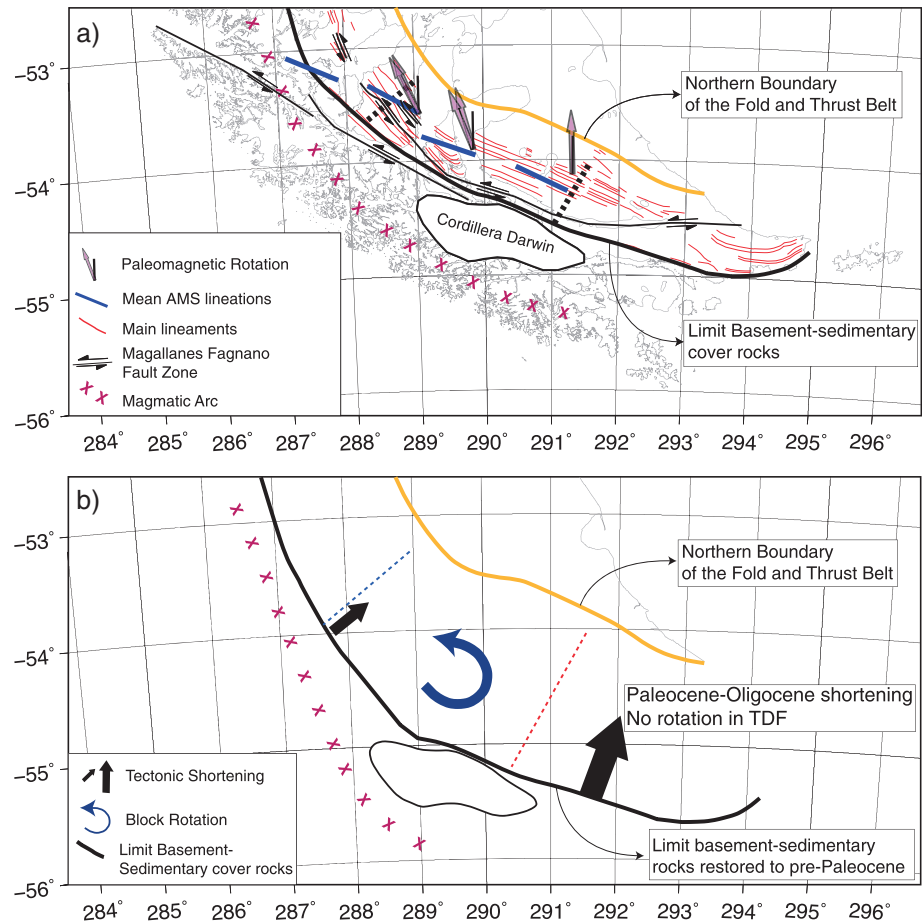 a)
−53°
−54°
−55°
−56°
Northern Boundary
of the Fold and Thrust Belt
Cordillera Darwin
Limit Basement-sedimentary
cover rocks
Paleomagnetic Rotation
Mean AMS lineations
Main lineaments
Magallanes Fagnano
Fault Zone
Magmatic Arc
284° 285° 286° 287° 288° 289° 290° 291° 292° 293° 294° 295° 296°
b)
−53°
−54°
−55°
−56°
Northern Boundary
of the Fold and Thrust Belt
Paleocene-Oligocene shortening
No rotation in TDF
Limit basement-sedimentary
rocks restored to pre-Paleocene
Tectonic Shortening
Block Rotation
Limit Basement-
Sedimentary cover rocks
284° 285° 286° 287° 288° 289° 290° 291° 292° 293° 294° 295° 296°